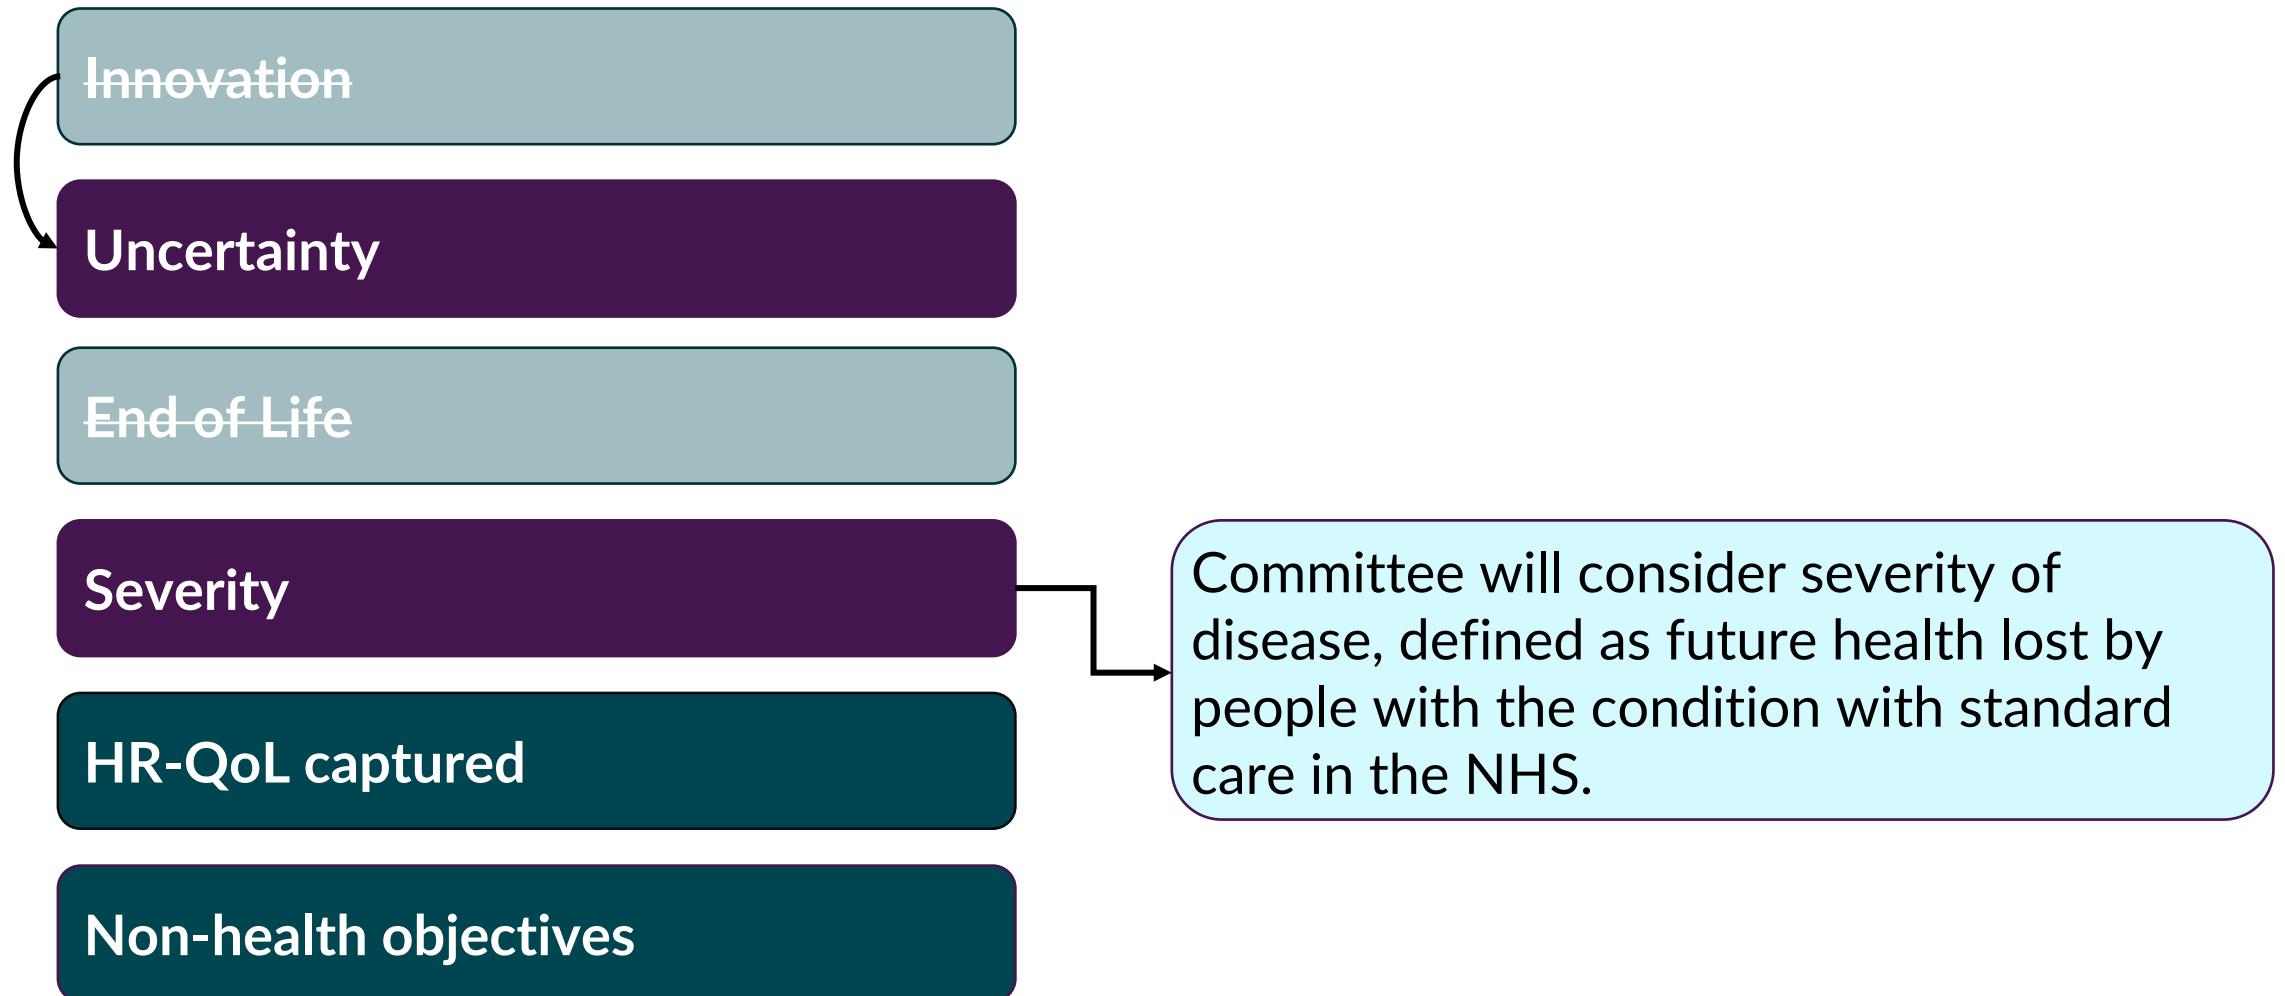 Innovation
Uncertainty
End of Life
Severity
Committee will consider severity of
disease, defined as future health lost by
people with the condition with standard
care in the NHS.
HR-QoL captured
Non-health objectives